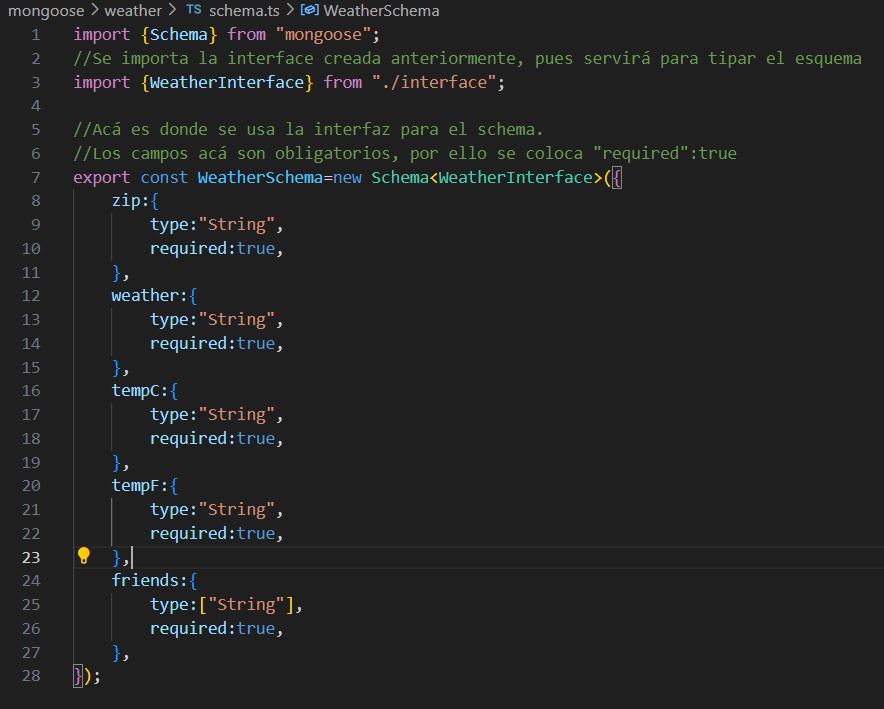 mongoose > weather > TS schema.ts > WeatherSchema
1 import {Schema} from "mongoose";
2 //Se importa la interface creada anteriormente, pues servirá para tipar el esquema
3 import {WeatherInterface} from "./interface";
4
5 //Acá es donde se usa la interfaz para el schema.
6 //Los campos acá son obligatorios, por ello se coloca "required":true
7 export const WeatherSchema=new Schema<WeatherInterface>({
8     zip:{
9         type:"String",
10         required:true,
11     },
12     weather:{
13         type:"String",
14         required:true,
15     },
16     tempC:{
17         type:"String",
18         required:true,
19     },
20     tempF:{
21         type:"String",
22         required:true,
23     },
24     friends:{
25         type:["String"],
26         required:true,
27     },
28 });